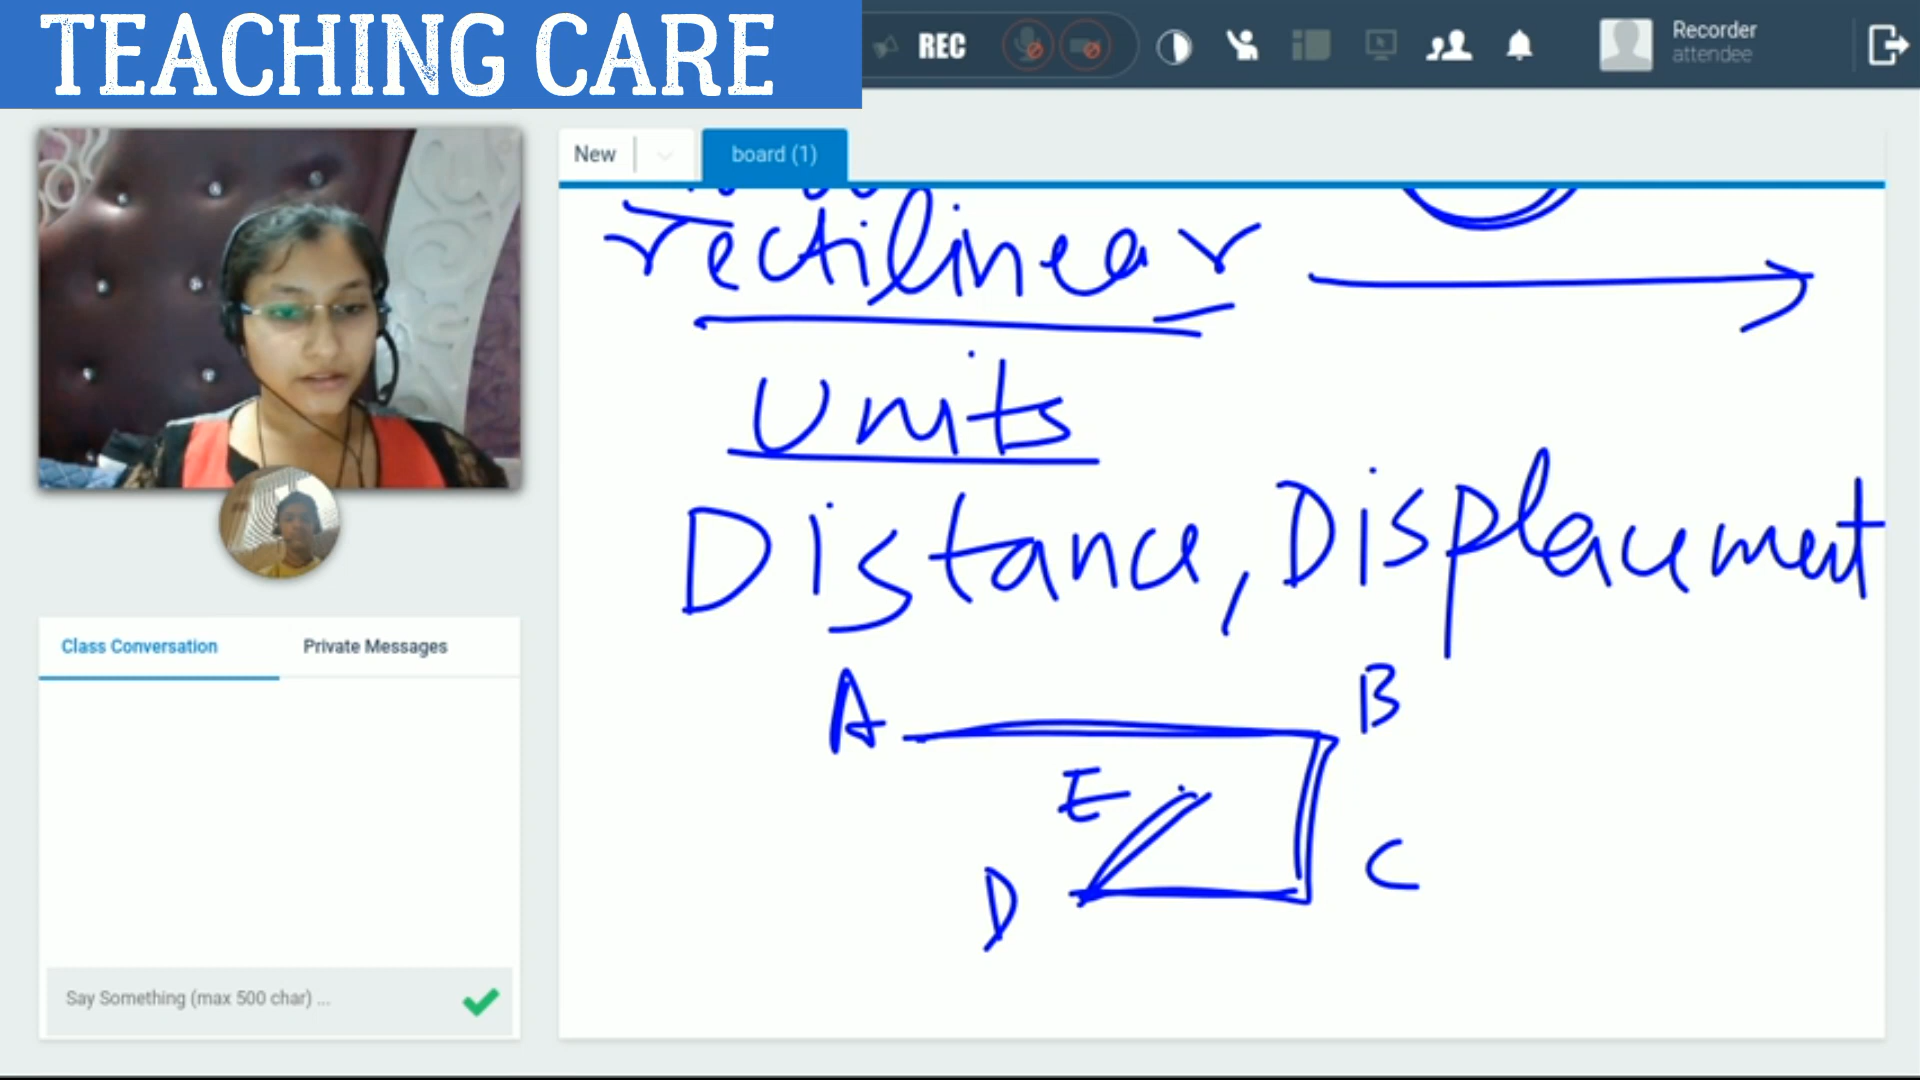 TEACHING CARE
REC
Recorder
attendee
New
board (1)
rectilinear
Units
Distance, Displacement
A
B
E
C
D
Class Conversation
Private Messages
Say Something (max 500 char) ...